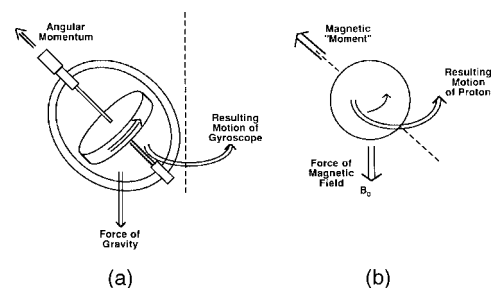 Angular
Momentum
Resulting
Motion of
Gyroscope
Force of
Gravity
(a)
Magnetic
"Moment"
Resulting
Motion
of Proton
Force of
Magnetic
Field
B₀
(b)